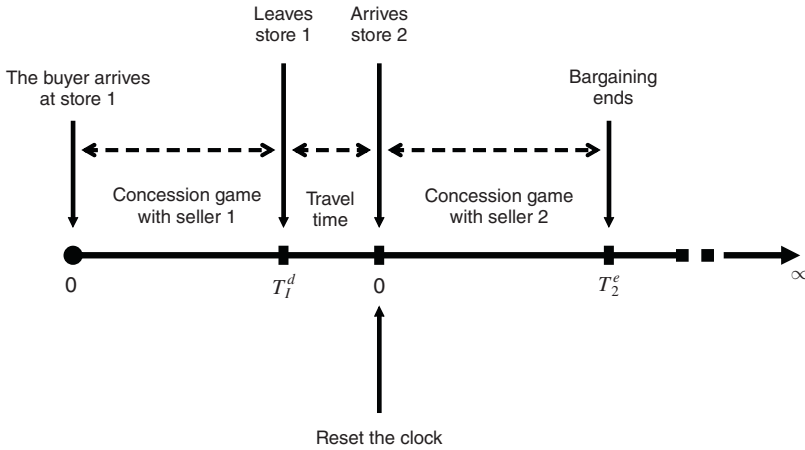 Leaves
store 1
Arrives
store 2
The buyer arrives
at store 1
Bargaining
ends
Concession game
with seller 1
Travel
time
Concession game
with seller 2
0
T_1^d
0
T_2^e
∞
Reset the clock